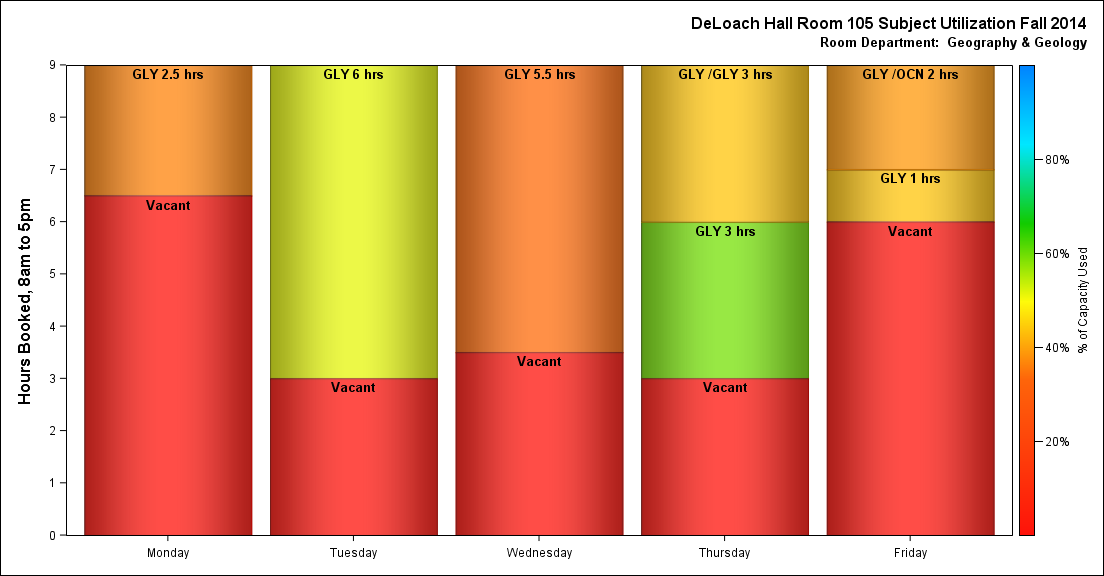 DeLoach Hall Room 105 Subject Utilization Fall 2014
Room Department: Geography & Geology
Hours Booked, 8am to 5pm
9
8
7
6
5
4
3
2
1
0
GLY 2.5 hrs
Vacant
GLY 6 hrs
Vacant
GLY 5.5 hrs
Vacant
GLY /GLY 3 hrs
GLY 3 hrs
Vacant
GLY /OCN 2 hrs
GLY 1 hrs
Vacant
Monday
Tuesday
Wednesday
Thursday
Friday
80%
60%
40%
20%
% of Capacity Used